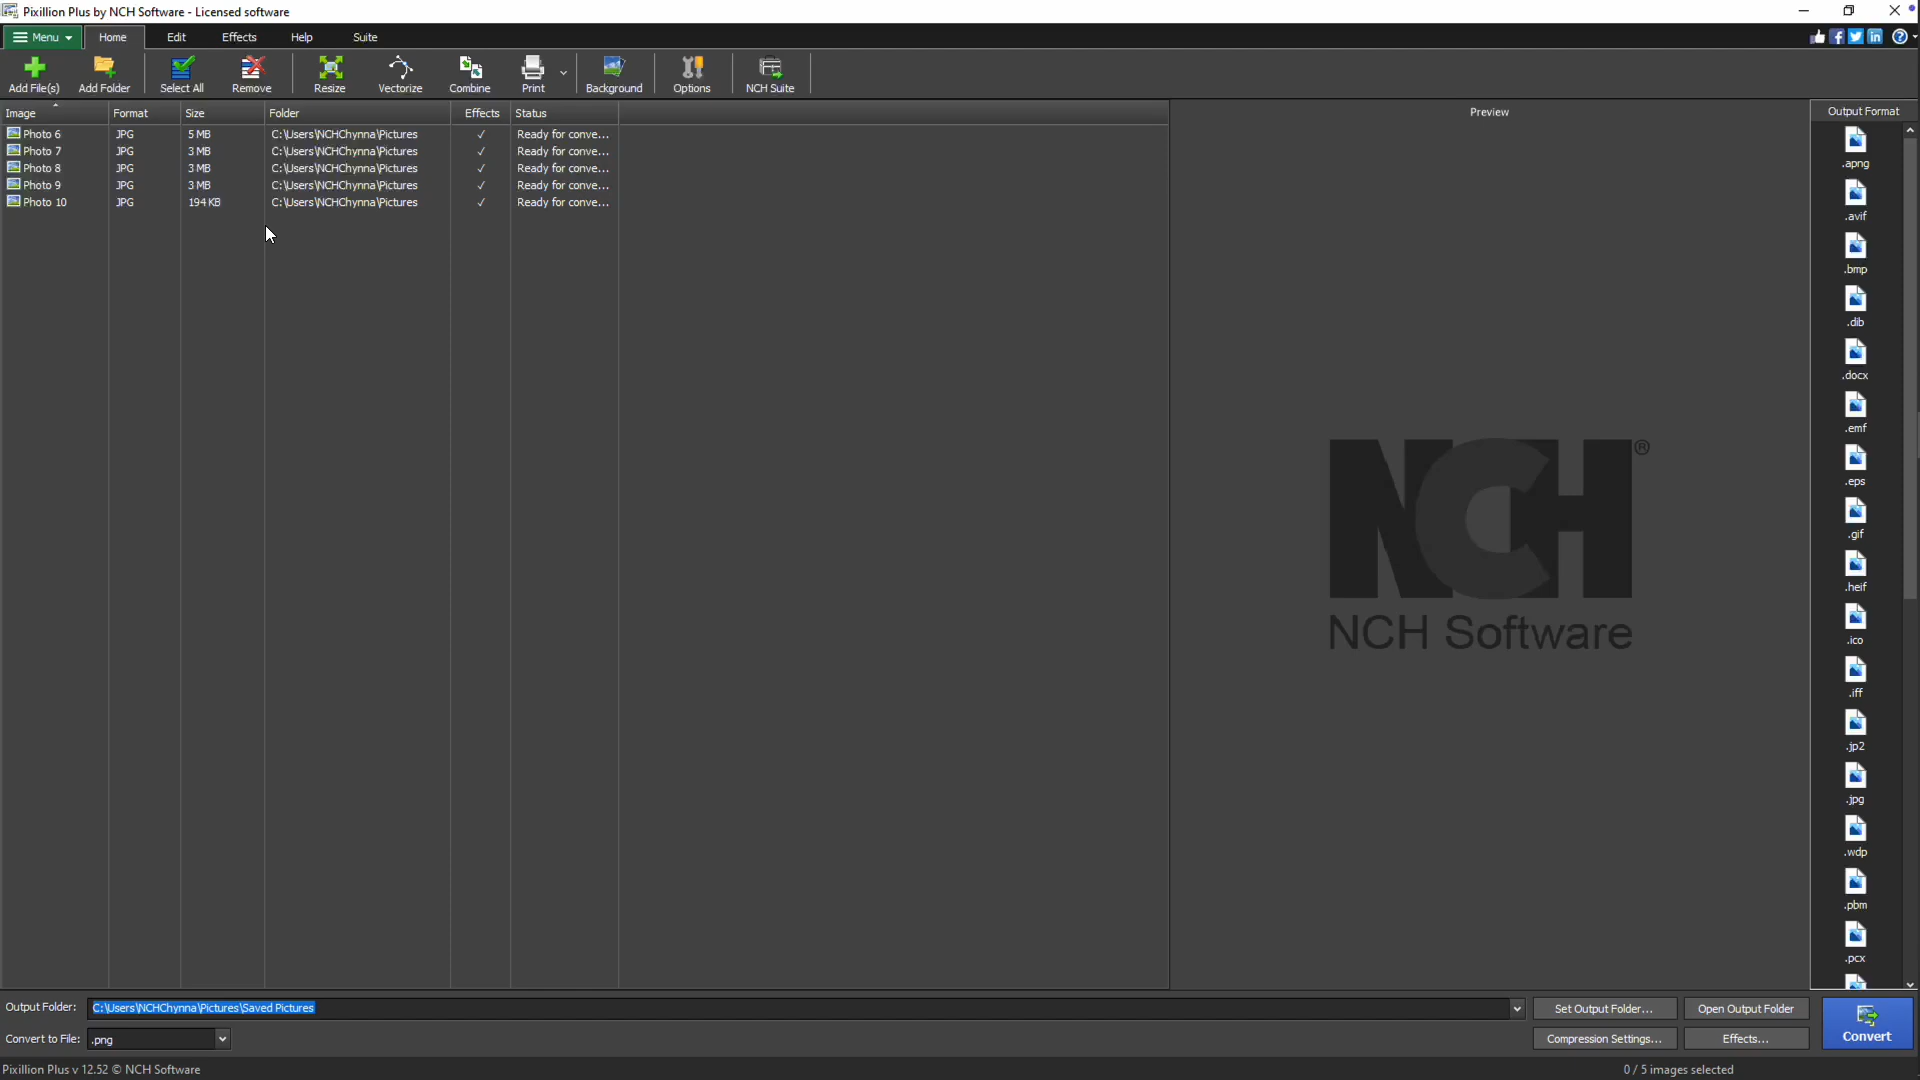 Pixillion Plus by NCH Software - Licensed software
Menu Home Edit Effects Help Suite
Add File(s) Add Folder Select All Remove Resize Vectorize Combine Print Background Options NCH Suite
Image Format Size Folder Effects Status
Photo 6 JPG 5 MB C:\Users\NCHChynna\Pictures ✓ Ready for conve...
Photo 7 JPG 3 MB C:\Users\NCHChynna\Pictures ✓ Ready for conve...
Photo 8 JPG 3 MB C:\Users\NCHChynna\Pictures ✓ Ready for conve...
Photo 9 JPG 3 MB C:\Users\NCHChynna\Pictures ✓ Ready for conve...
Photo 10 JPG 194 KB C:\Users\NCHChynna\Pictures ✓ Ready for conve...
Preview
NCH®
NCH Software
Output Format
.apng
.avif
.bmp
.dib
.docx
.emf
.eps
.gif
.heif
.ico
.iff
.jp2
.jpg
.wdp
.pbm
.pcx
Output Folder: C:\Users\NCHChynna\Pictures\Saved Pictures Set Output Folder... Open Output Folder
Convert to File: .png Compression Settings... Effects... Convert
Pixillion Plus v 12.52 © NCH Software 0 / 5 images selected